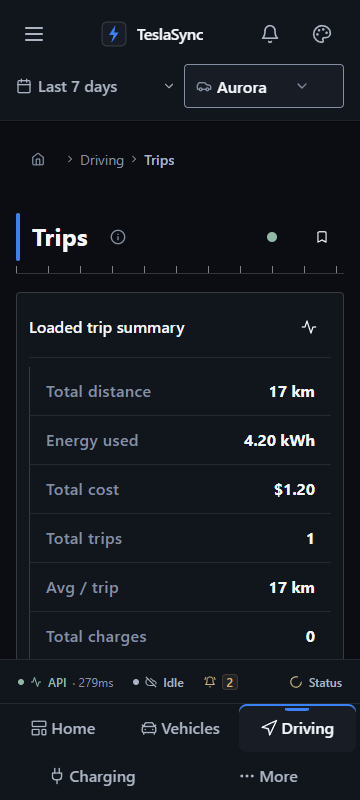 TeslaSync
Last 7 days
Aurora
Driving
Trips
Trips
Loaded trip summary
Total distance 17 km
Energy used 4.20 kWh
Total cost $1.20
Total trips 1
Avg / trip 17 km
Total charges 0
API · 279ms Idle 2 Status
Home Vehicles Driving
Charging More